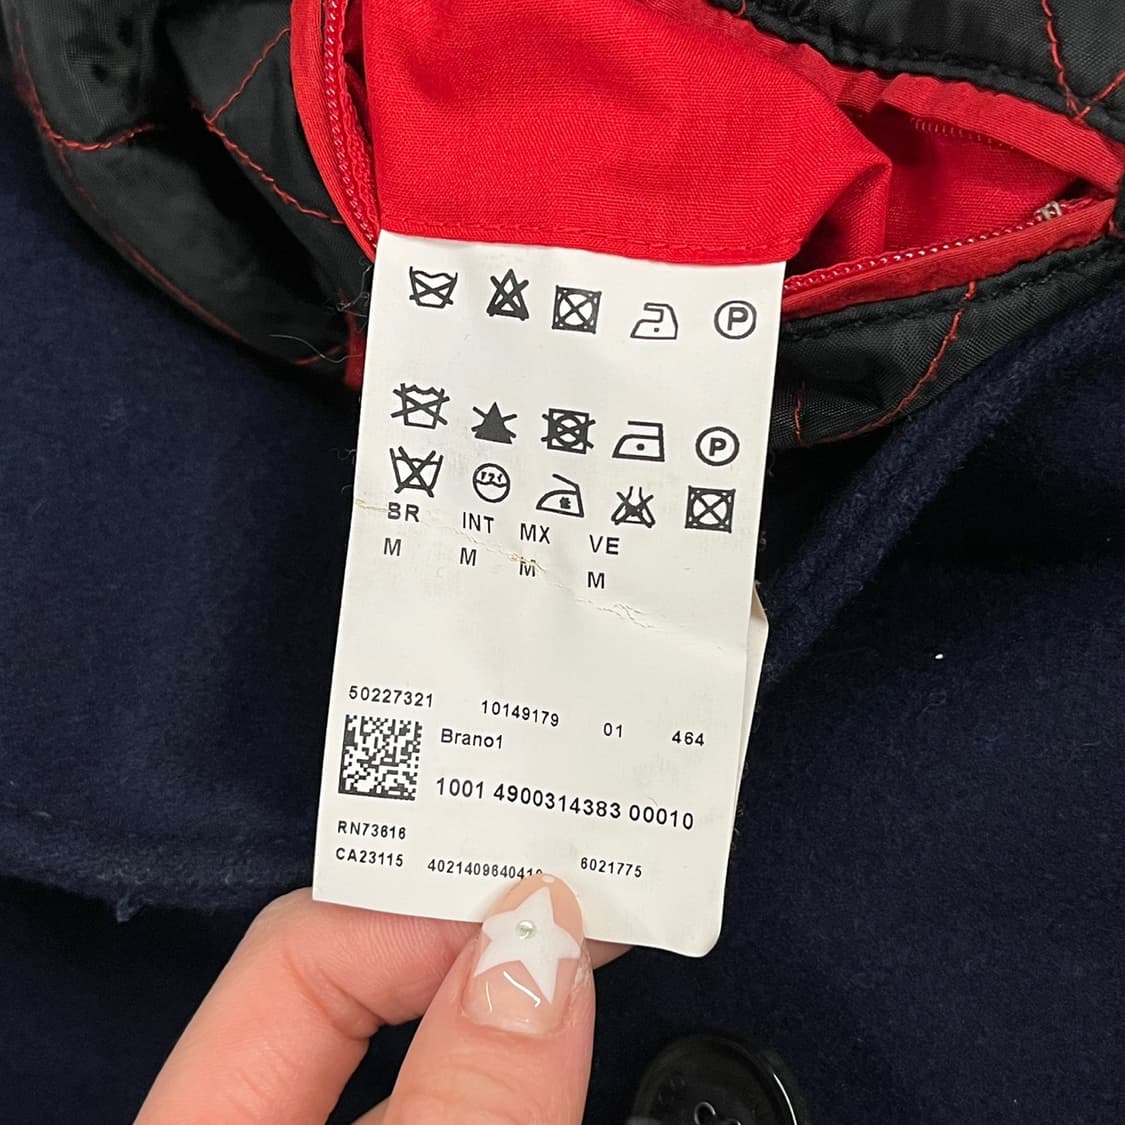 P
P
BR INT MX VE
M M M M
50227321 10149179 01 464
Brano1
1001 4900314383 00010
RN73616
CA23115 6021775